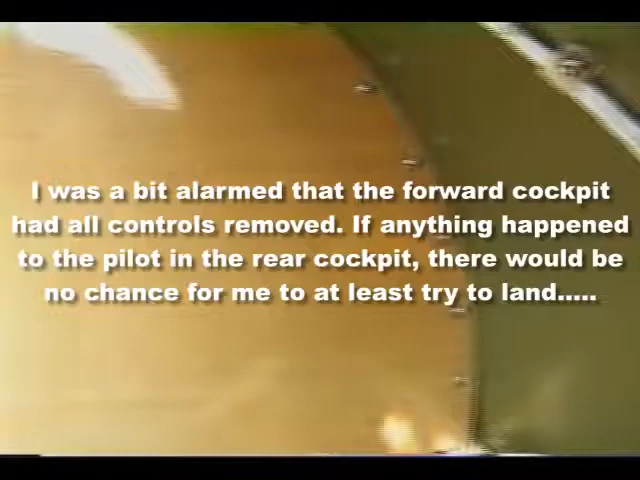 I was a bit alarmed that the forward cockpit
had all controls removed. If anything happened
to the pilot in the rear cockpit, there would be
no chance for me to at least try to land.....